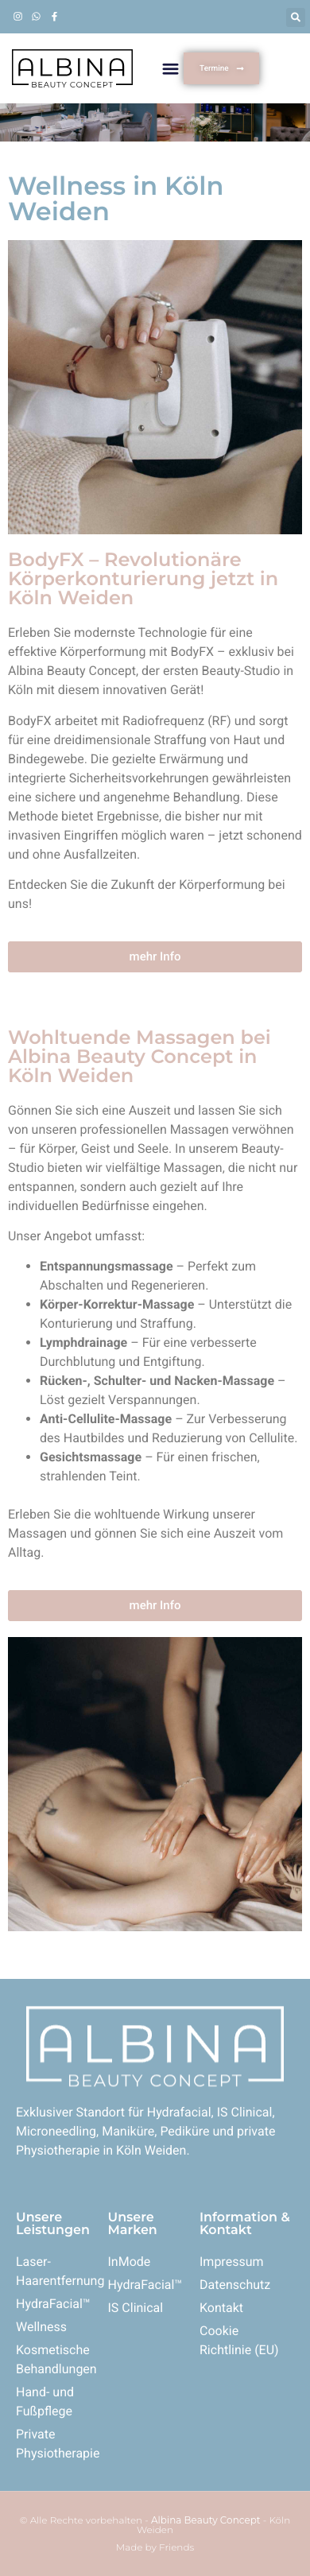 ALBINA
BEAUTY CONCEPT
Termine
Wellness in Köln
Weiden
BodyFX – Revolutionäre
Körperkonturierung jetzt in
Köln Weiden
Erleben Sie modernste Technologie für eine
effektive Körperformung mit BodyFX – exklusiv bei
Albina Beauty Concept, der ersten Beauty-Studio in
Köln mit diesem innovativen Gerät!
BodyFX arbeitet mit Radiofrequenz (RF) und sorgt
für eine dreidimensionale Straffung von Haut und
Bindegewebe. Die gezielte Erwärmung und
integrierte Sicherheitsvorkehrungen gewährleisten
eine sichere und angenehme Behandlung. Diese
Methode bietet Ergebnisse, die bisher nur mit
invasiven Eingriffen möglich waren – jetzt schonend
und ohne Ausfallzeiten.
Entdecken Sie die Zukunft der Körperformung bei
uns!
mehr Info
Wohltuende Massagen bei
Albina Beauty Concept in
Köln Weiden
Gönnen Sie sich eine Auszeit und lassen Sie sich
von unseren professionellen Massagen verwöhnen
– für Körper, Geist und Seele. In unserem Beauty-
Studio bieten wir vielfältige Massagen, die nicht nur
entspannen, sondern auch gezielt auf Ihre
individuellen Bedürfnisse eingehen.
Unser Angebot umfasst:
• Entspannungsmassage – Perfekt zum
Abschalten und Regenerieren.
• Körper-Korrektur-Massage – Unterstützt die
Konturierung und Straffung.
• Lymphdrainage – Für eine verbesserte
Durchblutung und Entgiftung.
• Rücken-, Schulter- und Nacken-Massage –
Löst gezielt Verspannungen.
• Anti-Cellulite-Massage – Zur Verbesserung
des Hautbildes und Reduzierung von Cellulite.
• Gesichtsmassage – Für einen frischen,
strahlenden Teint.
Erleben Sie die wohltuende Wirkung unserer
Massagen und gönnen Sie sich eine Auszeit vom
Alltag.
mehr Info
ALBINA
BEAUTY CONCEPT
Exklusiver Standort für Hydrafacial, IS Clinical,
Microneedling, Maniküre, Pediküre und private
Physiotherapie in Köln Weiden.
Unsere
Leistungen
Laser-
Haarentfernung
HydraFacial™
Wellness
Kosmetische
Behandlungen
Hand- und
Fußpflege
Private
Physiotherapie
Unsere
Marken
InMode
HydraFacial™
IS Clinical
Information &
Kontakt
Impressum
Datenschutz
Kontakt
Cookie
Richtlinie (EU)
© Alle Rechte vorbehalten - Albina Beauty Concept - Köln
Weiden
Made by Friends